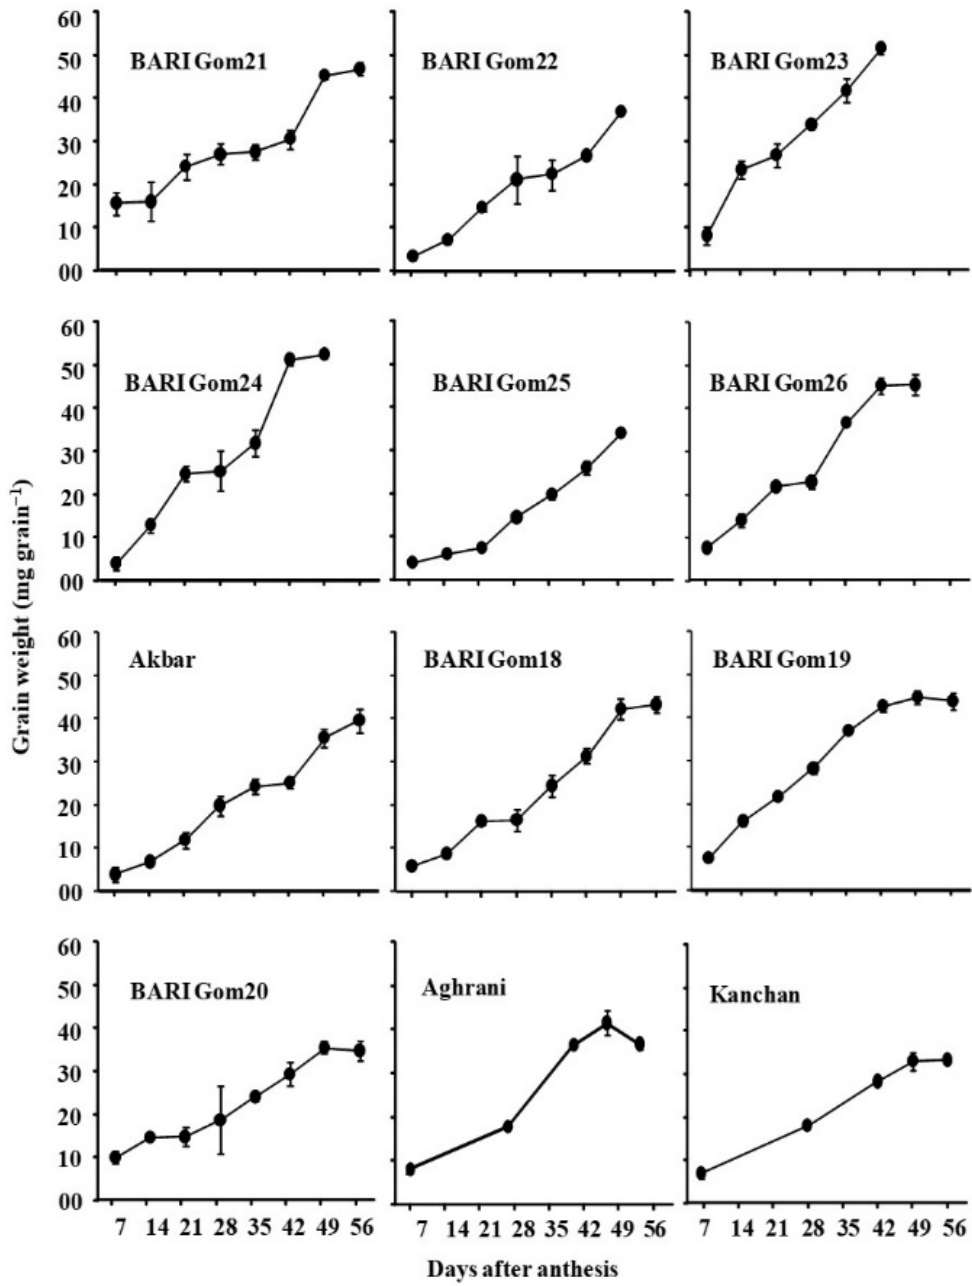 60
50
40
30
20
10
00
BARI Gom21
BARI Gom22
BARI Gom23
60
50
40
30
20
10
00
BARI Gom24
BARI Gom25
BARI Gom26
Grain weight (mg grain⁻¹)
60
50
40
30
20
10
00
Akbar
BARI Gom18
BARI Gom19
60
50
40
30
20
10
00
BARI Gom20
Aghrani
Kanchan
7 14 21 28 35 42 49 56
7 14 21 28 35 42 49 56
7 14 21 28 35 42 49 56
Days after anthesis